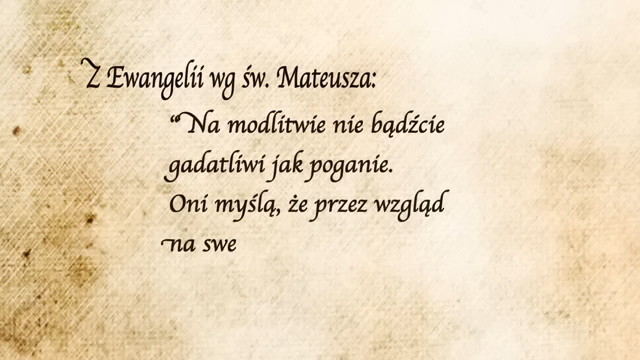 Z Ewangelii wg św. Mateusza:
“Na modlitwie nie bądźcie
gadatliwi jak poganie.
Oni myślą, że przez wzgląd
na swe